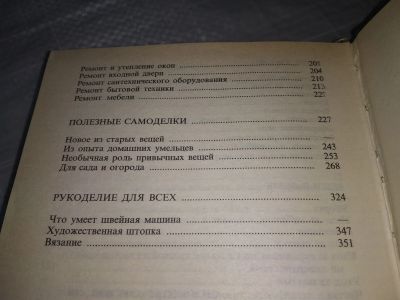 Ремонт и утепление окон 201
Ремонт входной двери 204
Ремонт сантехнического оборудования 210
Ремонт бытовой техники 213
Ремонт мебели 225
ПОЛЕЗНЫЕ САМОДЕЛКИ 227
Новое из старых вещей —
Из опыта домашних умельцев 243
Необычная роль привычных вещей 253
Для сада и огорода 268
РУКОДЕЛИЕ ДЛЯ ВСЕХ 324
Что умеет швейная машина —
Художественная штопка 347
Вязание 351